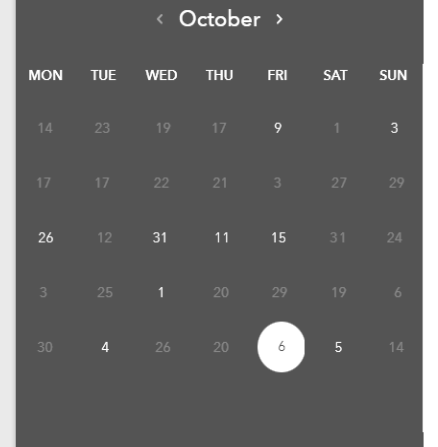 ‹ October ›
MON TUE WED THU FRI SAT SUN
14 23 19 17 9 1 3
17 17 22 21 3 27 29
26 12 31 11 15 31 24
3 25 1 20 29 19 6
30 4 26 20 6 5 14